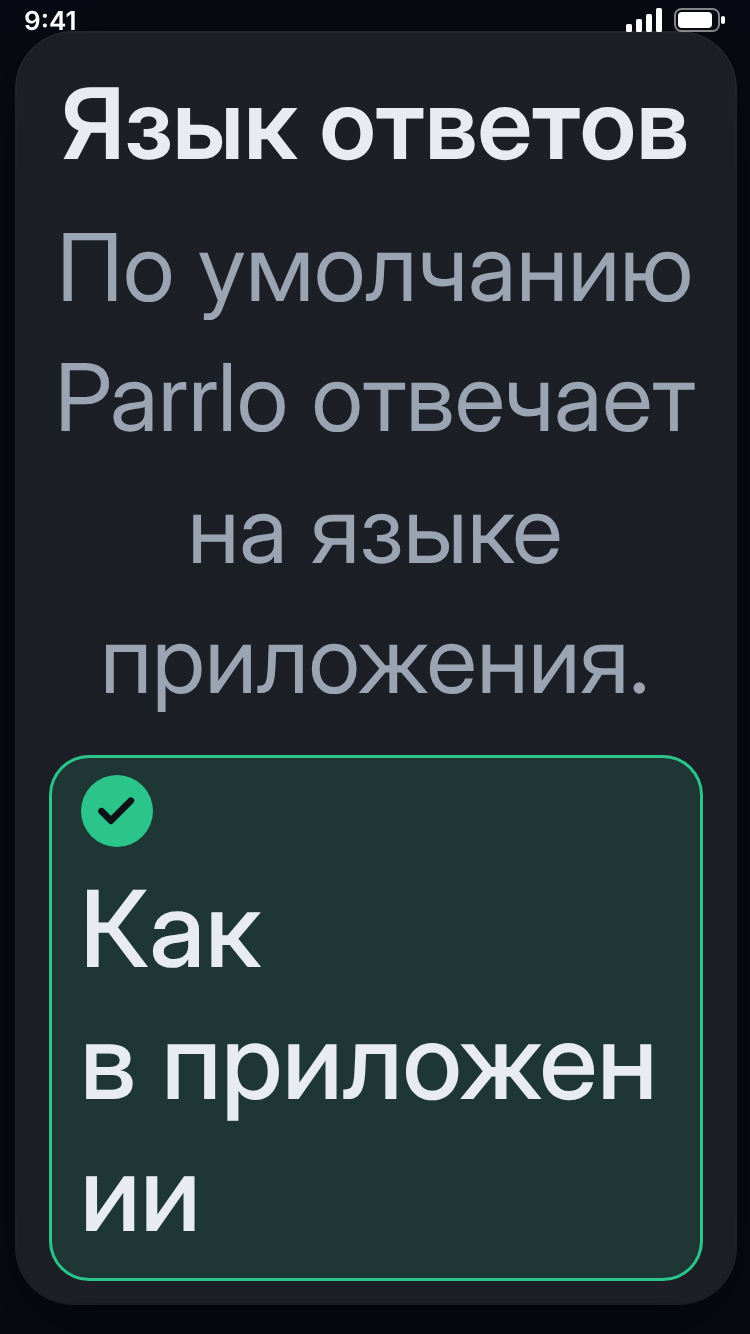 9:41
Язык ответов
По умолчанию
Parrlo отвечает
на языке
приложения.
Как
в приложен
ии